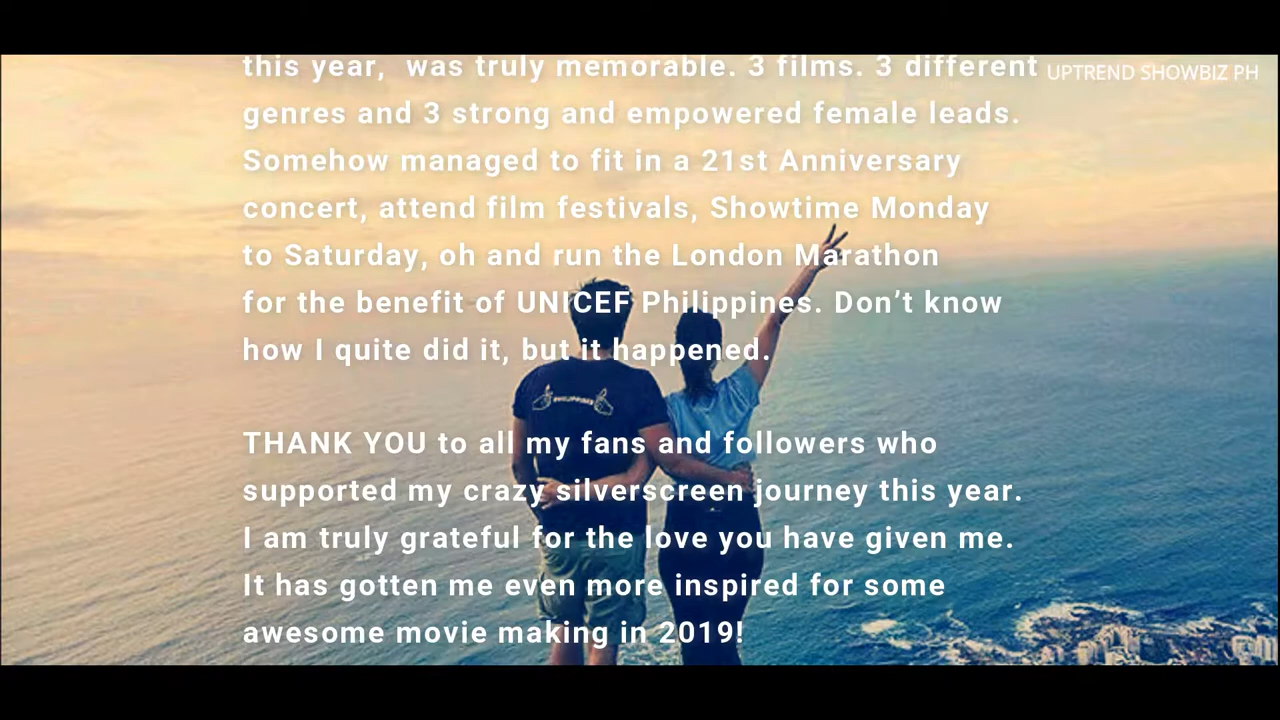 this year,  was truly memorable. 3 films. 3 different
UPTREND SHOWBIZ PH
genres and 3 strong and empowered female leads.
Somehow managed to fit in a 21st Anniversary
concert, attend film festivals, Showtime Monday
to Saturday, oh and run the London Marathon
for the benefit of UNICEF Philippines. Don’t know
how I quite did it, but it happened.
PHILIPPINES
THANK YOU to all my fans and followers who
supported my crazy silverscreen journey this year.
I am truly grateful for the love you have given me.
It has gotten me even more inspired for some
awesome movie making in 2019!